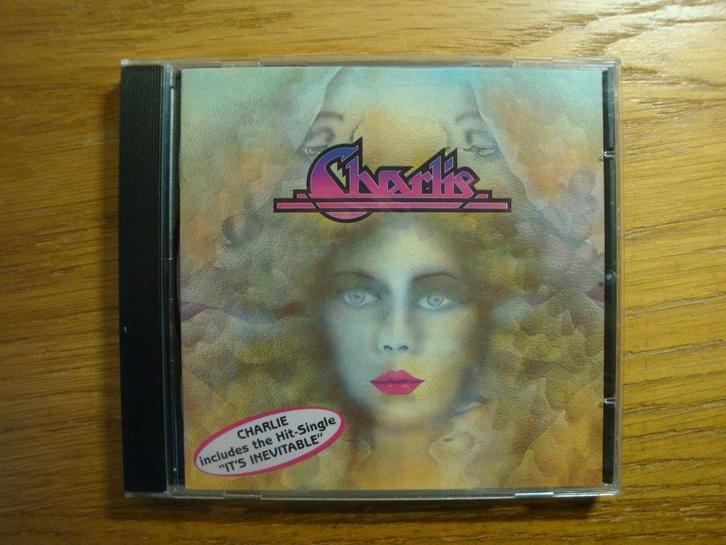 Charlie
CHARLIE
includes the Hit-Single
"IT'S INEVITABLE"